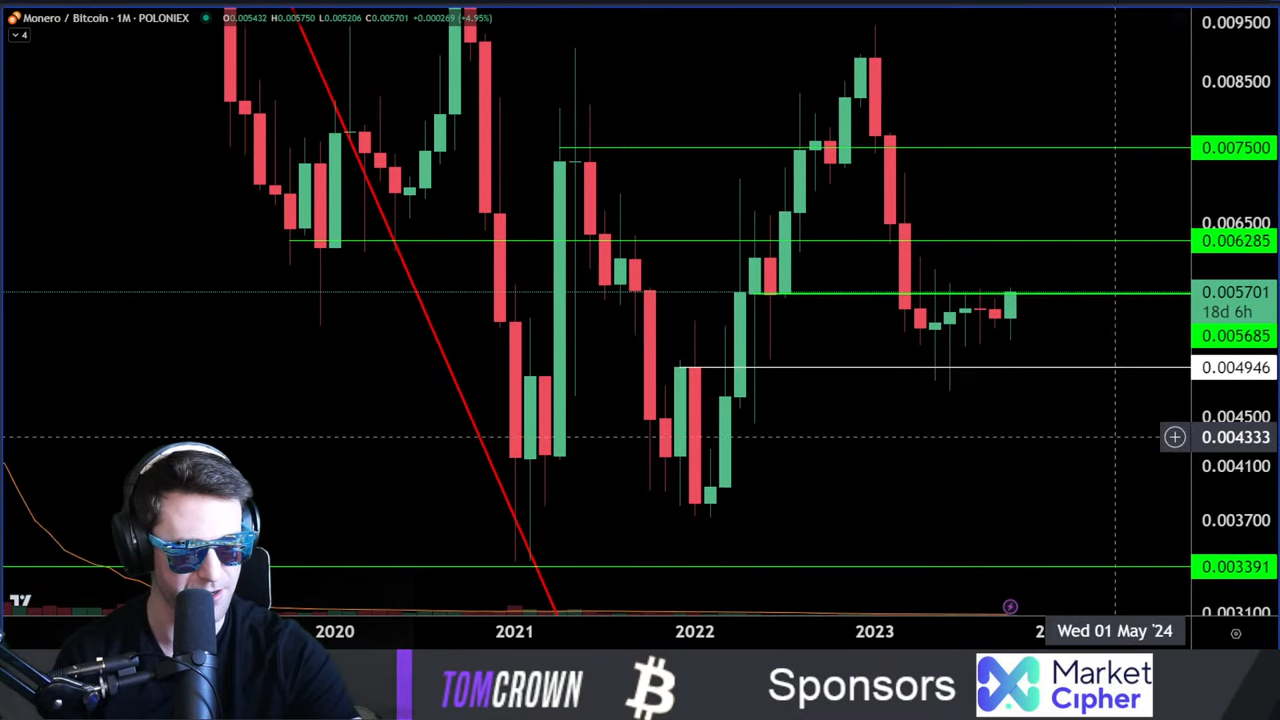 Monero / Bitcoin · 1M · POLONIEX O0.005432 H0.005750 L0.005206 C0.005701 +0.000269 (+4.95%)
4
0.009500
0.008500
0.007500
0.006500
0.006285
0.005701
18d 6h
0.005685
0.004946
0.004500
0.004333
0.004100
0.003700
0.003391
0.003100
2020
2021
2022
2023
2
Wed 01 May '24
TOMCROWN
Sponsors
Market
Cipher